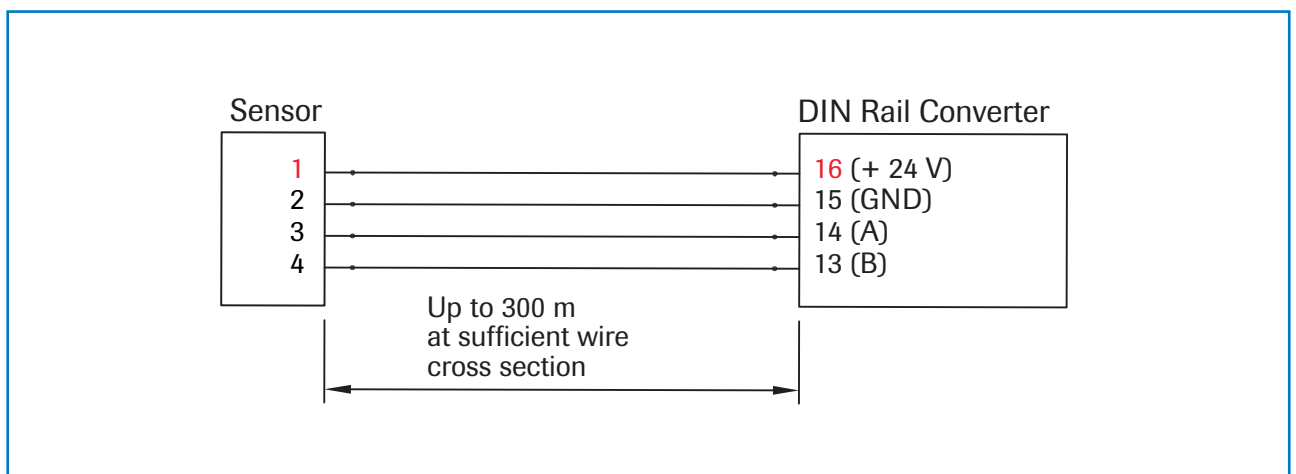 Sensor
DIN Rail Converter
1
16 (+ 24 V)
2
15 (GND)
3
14 (A)
4
13 (B)
Up to 300 m
at sufficient wire
cross section